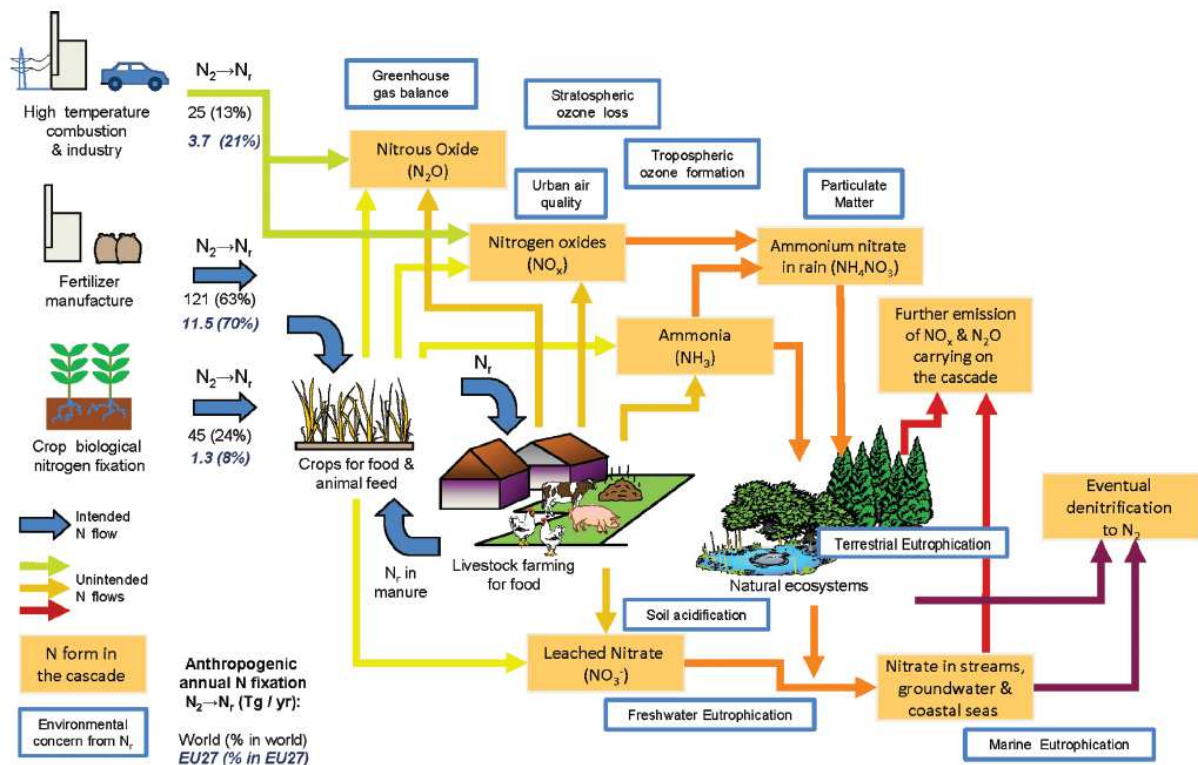 High temperature
combustion
& industry
N₂→Nᵣ
25 (13%)
3.7 (21%)
Greenhouse
gas balance
Stratospheric
ozone loss
Nitrous Oxide
(N₂O)
Tropospheric
ozone formation
Urban air
quality
Particulate
Matter
Fertilizer
manufacture
N₂→Nᵣ
121 (63%)
11.5 (70%)
Nitrogen oxides
(NOₓ)
Ammonium nitrate
in rain (NH₄NO₃)
Ammonia
(NH₃)
Further emission
of NOₓ & N₂O
carrying on
the cascade
Crop biological
nitrogen fixation
N₂→Nᵣ
45 (24%)
1.3 (8%)
Crops for food &
animal feed
Nᵣ
Nᵣ in
manure
Livestock farming
for food
Terrestrial Eutrophication
Natural ecosystems
Eventual
denitrification
to N₂
Intended
N flow
Unintended
N flows
N form in
the cascade
Environmental
concern from Nᵣ
Anthropogenic
annual N fixation
N₂→Nᵣ (Tg / yr):
World (% in world)
EU27 (% in EU27)
Soil acidification
Leached Nitrate
(NO₃⁻)
Freshwater Eutrophication
Nitrate in streams,
groundwater &
coastal seas
Marine Eutrophication